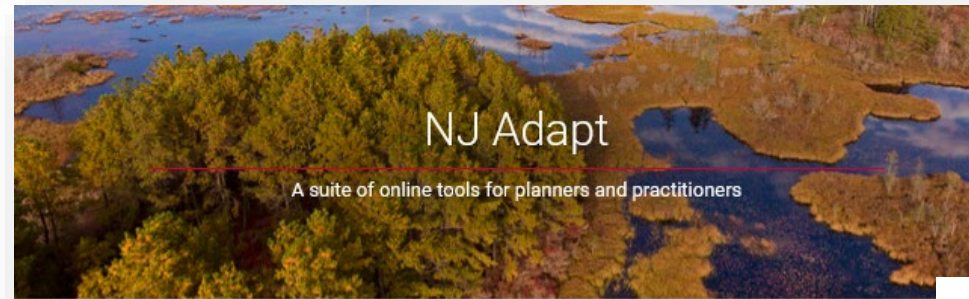 NJ Adapt
A suite of online tools for planners and practitioners